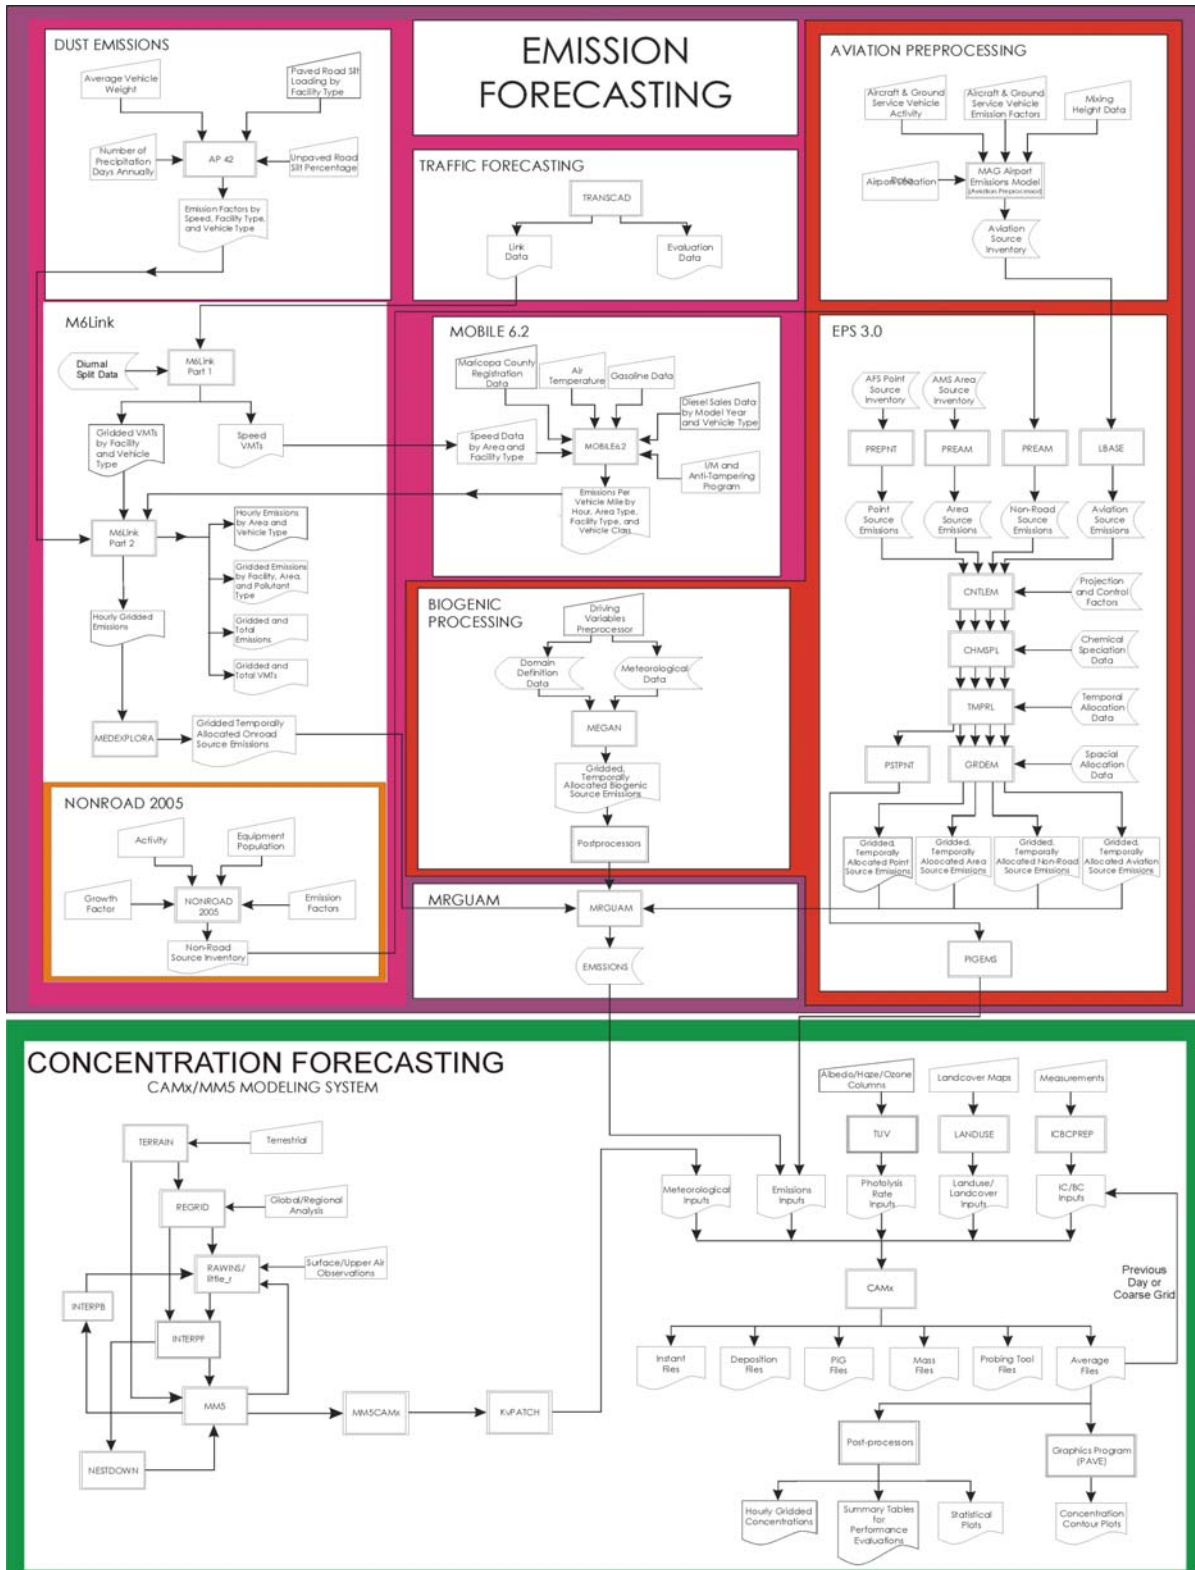 EMISSION
FORECASTING
DUST EMISSIONS
Average Vehicle
Weight
Paved Road Silt
Loading by
Facility Type
Number of
Precipitation
Days Annually
AP 42
Unpaved Road
Silt Percentage
Emission Factors by
Speed, Facility Type,
and Vehicle Type
TRAFFIC FORECASTING
TRANSCAD
Link
Data
Evaluation
Data
AVIATION PREPROCESSING
Aircraft & Ground
Service Vehicle
Activity
Aircraft & Ground
Service Vehicle
Emission Factors
Mixing
Height Data
Airport Location
Data
MAG Airport
Emissions Model
(Aviation Preprocessor)
Aviation
Source
Inventory
M6Link
Diurnal
Split Data
M6Link
Part 1
Gridded VMTs
by Facility
and Vehicle
Type
Speed
VMTs
M6Link
Part 2
Hourly Emissions
by Area and
Vehicle Type
Gridded Emissions
by Facility, Area,
and Pollutant
Type
Gridded and
Total
Emissions
Gridded and
Total VMTs
Hourly Gridded
Emissions
MEDEXPLORA
Gridded Temporally
Allocated Onroad
Source Emissions
MOBILE 6.2
Maricopa County
Registration
Data
Air
Temperature
Gasoline Data
Diesel Sales Data
by Model Year
and Vehicle Type
Speed Data
by Area and
Facility Type
MOBILE6.2
I/M and
Anti-Tampering
Program
Emissions Per
Vehicle Mile by
Hour, Area Type,
Facility Type, and
Vehicle Class
EPS 3.0
AFS Point
Source
Inventory
AMS Area
Source
Inventory
PREPNT
PREAM
PREAM
LBASE
Point
Source
Emissions
Area
Source
Emissions
Non-Road
Source
Emissions
Aviation
Source
Emissions
CNTLEM
Projection
and Control
Factors
CHMSPL
Chemical
Speciation
Data
TMPRL
Temporal
Allocation
Data
PSTPNT
GRDEM
Spacial
Allocation
Data
Gridded,
Temporally
Allocated Point
Source Emissions
Gridded,
Temporally
Aloocated Area
Source Emissions
Gridded,
Temporally
Allocated Non-Road
Source Emissions
Gridded,
Temporally
Allocated Aviation
Source Emissions
PIGEMS
BIOGENIC
PROCESSING
Driving
Variables
Preprocessor
Domain
Definition
Data
Meteorological
Data
MEGAN
Gridded,
Temporally
Allocated Biogenic
Source Emissions
Postprocessors
NONROAD 2005
Activity
Equipment
Population
Growth
Factor
NONROAD
2005
Emission
Factors
Non-Road
Source Inventory
MRGUAM
MRGUAM
EMISSIONS
CONCENTRATION FORECASTING
CAMx/MM5 MODELING SYSTEM
TERRAIN
Terrestrial
REGRID
Global/Regional
Analysis
RAWINS/
little_r
Surface/Upper Air
Observations
INTERPB
INTERPF
MM5
NESTDOWN
MM5CAMx
KvPATCH
Albedo/Haze/Ozone
Columns
Landcover Maps
Measurements
TUV
LANDUSE
ICBCPREP
Meteorological
Inputs
Emissions
Inputs
Photolysis
Rate
Inputs
Landuse/
Landcover
Inputs
IC/BC
Inputs
Previous
Day or
Coarse Grid
CAMx
Instant
Files
Deposition
Files
PiG
Files
Mass
Files
Probing Tool
Files
Average
Files
Post-processors
Graphics Program
(PAVE)
Hourly Gridded
Concentrations
Summary Tables
for
Performance
Evaluations
Statistical
Plots
Concentration
Contour Plots